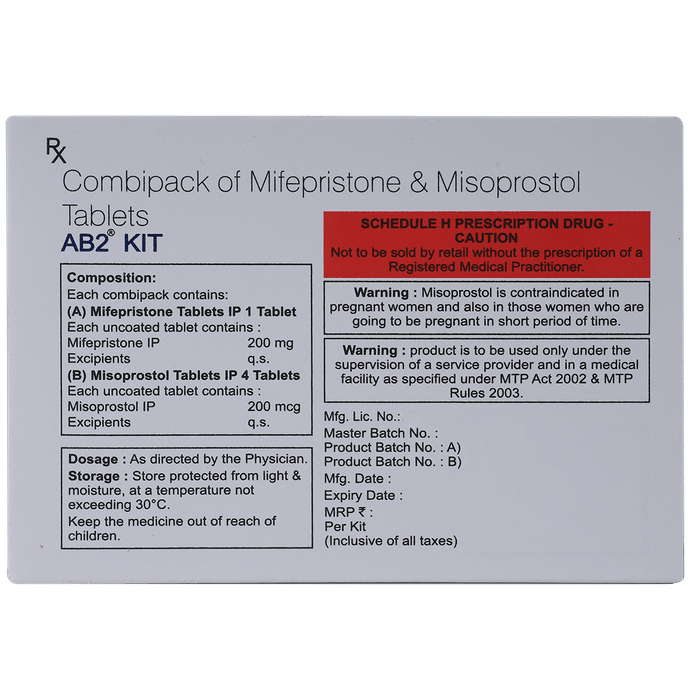 Rx
Combipack of Mifepristone & Misoprostol
Tablets
AB2® KIT
Composition:
Each combipack contains:
(A) Mifepristone Tablets IP 1 Tablet
Each uncoated tablet contains :
Mifepristone IP 200 mg
Excipients q.s.
(B) Misoprostol Tablets IP 4 Tablets
Each uncoated tablet contains :
Misoprostol IP 200 mcg
Excipients q.s.
Dosage : As directed by the Physician.
Storage : Store protected from light &
moisture, at a temperature not
exceeding 30°C.
Keep the medicine out of reach of
children.
SCHEDULE H PRESCRIPTION DRUG -
CAUTION
Not to be sold by retail without the prescription of a
Registered Medical Practitioner.
Warning : Misoprostol is contraindicated in
pregnant women and also in those women who are
going to be pregnant in short period of time.
Warning : product is to be used only under the
supervision of a service provider and in a medical
facility as specified under MTP Act 2002 & MTP
Rules 2003.
Mfg. Lic. No.:
Master Batch No. :
Product Batch No. : A)
Product Batch No. : B)
Mfg. Date :
Expiry Date :
MRP ₹ :
Per Kit
(Inclusive of all taxes)